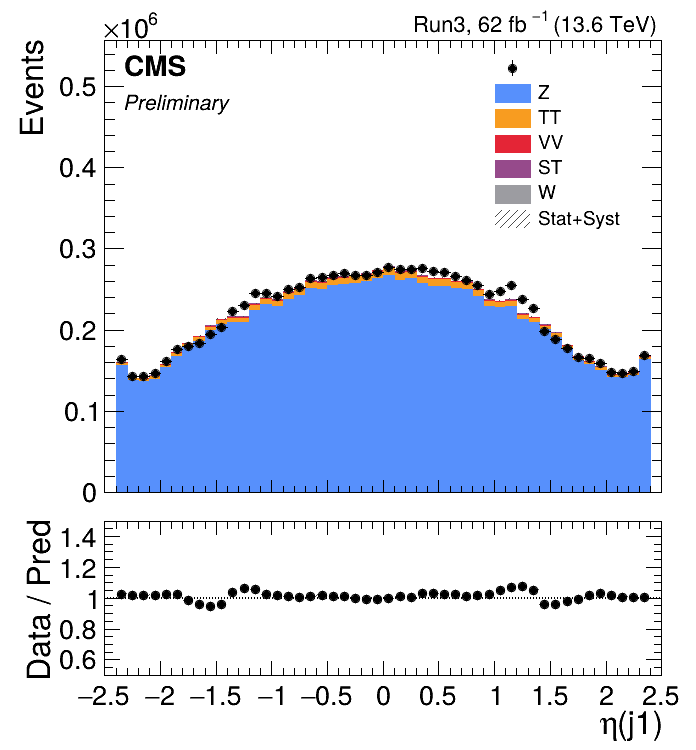 ×10⁶
Run3, 62 fb⁻¹ (13.6 TeV)
Events
CMS
Preliminary
Z
TT
VV
ST
W
Stat+Syst
0.5
0.4
0.3
0.2
0.1
0
Data / Pred
1.4
1.2
1
0.8
0.6
−2.5 −2 −1.5 −1 −0.5 0 0.5 1 1.5 2 2.5
η(j1)